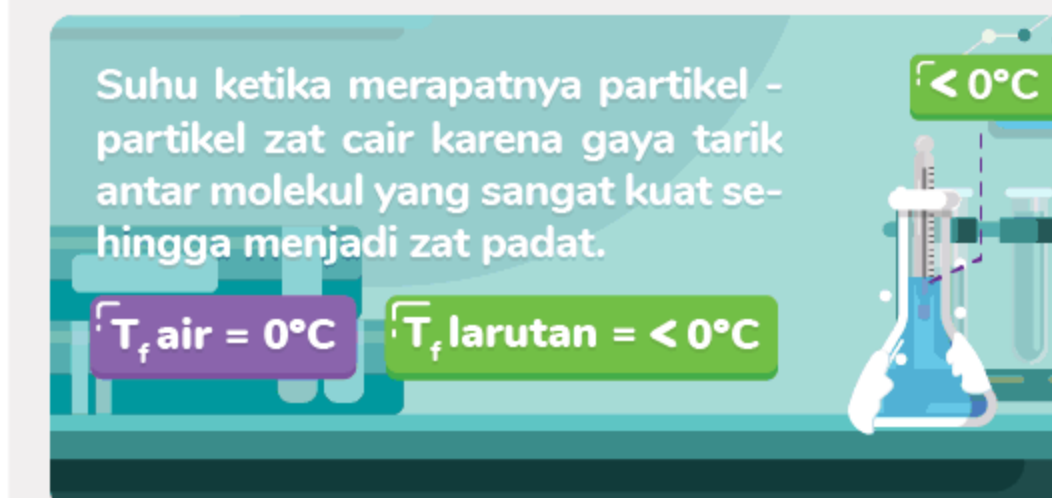 Suhu ketika merapatnya partikel -
partikel zat cair karena gaya tarik
antar molekul yang sangat kuat se-
hingga menjadi zat padat.
Tf air = 0°C
Tf larutan = < 0°C
< 0°C